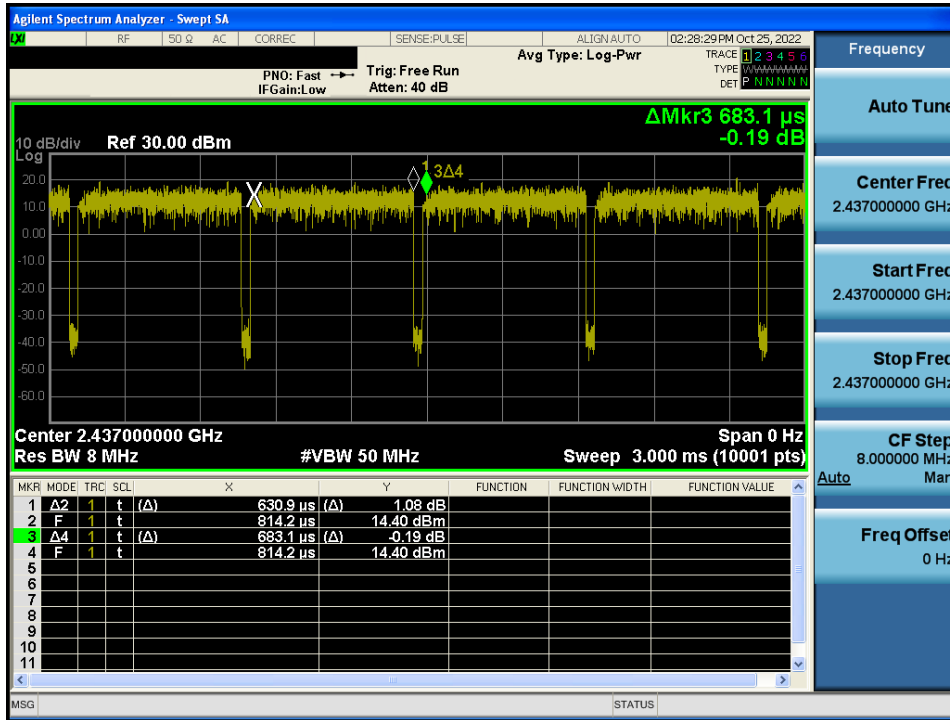 Agilent Spectrum Analyzer - Swept SA
LXI RF 50 Ω AC CORREC SENSE:PULSE ALIGN AUTO 02:28:29 PM Oct 25, 2022
PNO: Fast
IFGain:Low
Trig: Free Run
Atten: 40 dB
Avg Type: Log-Pwr
TRACE 1 2 3 4 5 6
TYPE
DET P N N N N N
ΔMkr3 683.1 µs
-0.19 dB
10 dB/div Ref 30.00 dBm
Log
20.0
10.0
0.00
-10.0
-20.0
-30.0
-40.0
-50.0
-60.0
X
1
3Δ4
Center 2.437000000 GHz Span 0 Hz
Res BW 8 MHz #VBW 50 MHz Sweep 3.000 ms (10001 pts)
MKR MODE TRC SCL X Y FUNCTION FUNCTION WIDTH FUNCTION VALUE
1 Δ2 1 t (Δ) 630.9 µs (Δ) 1.08 dB
2 F 1 t 814.2 µs 14.40 dBm
3 Δ4 1 t (Δ) 683.1 µs (Δ) -0.19 dB
4 F 1 t 814.2 µs 14.40 dBm
5
6
7
8
9
10
11
MSG STATUS
Frequency
Auto Tune
Center Freq
2.437000000 GHz
Start Freq
2.437000000 GHz
Stop Freq
2.437000000 GHz
CF Step
8.000000 MHz
Auto Man
Freq Offset
0 Hz